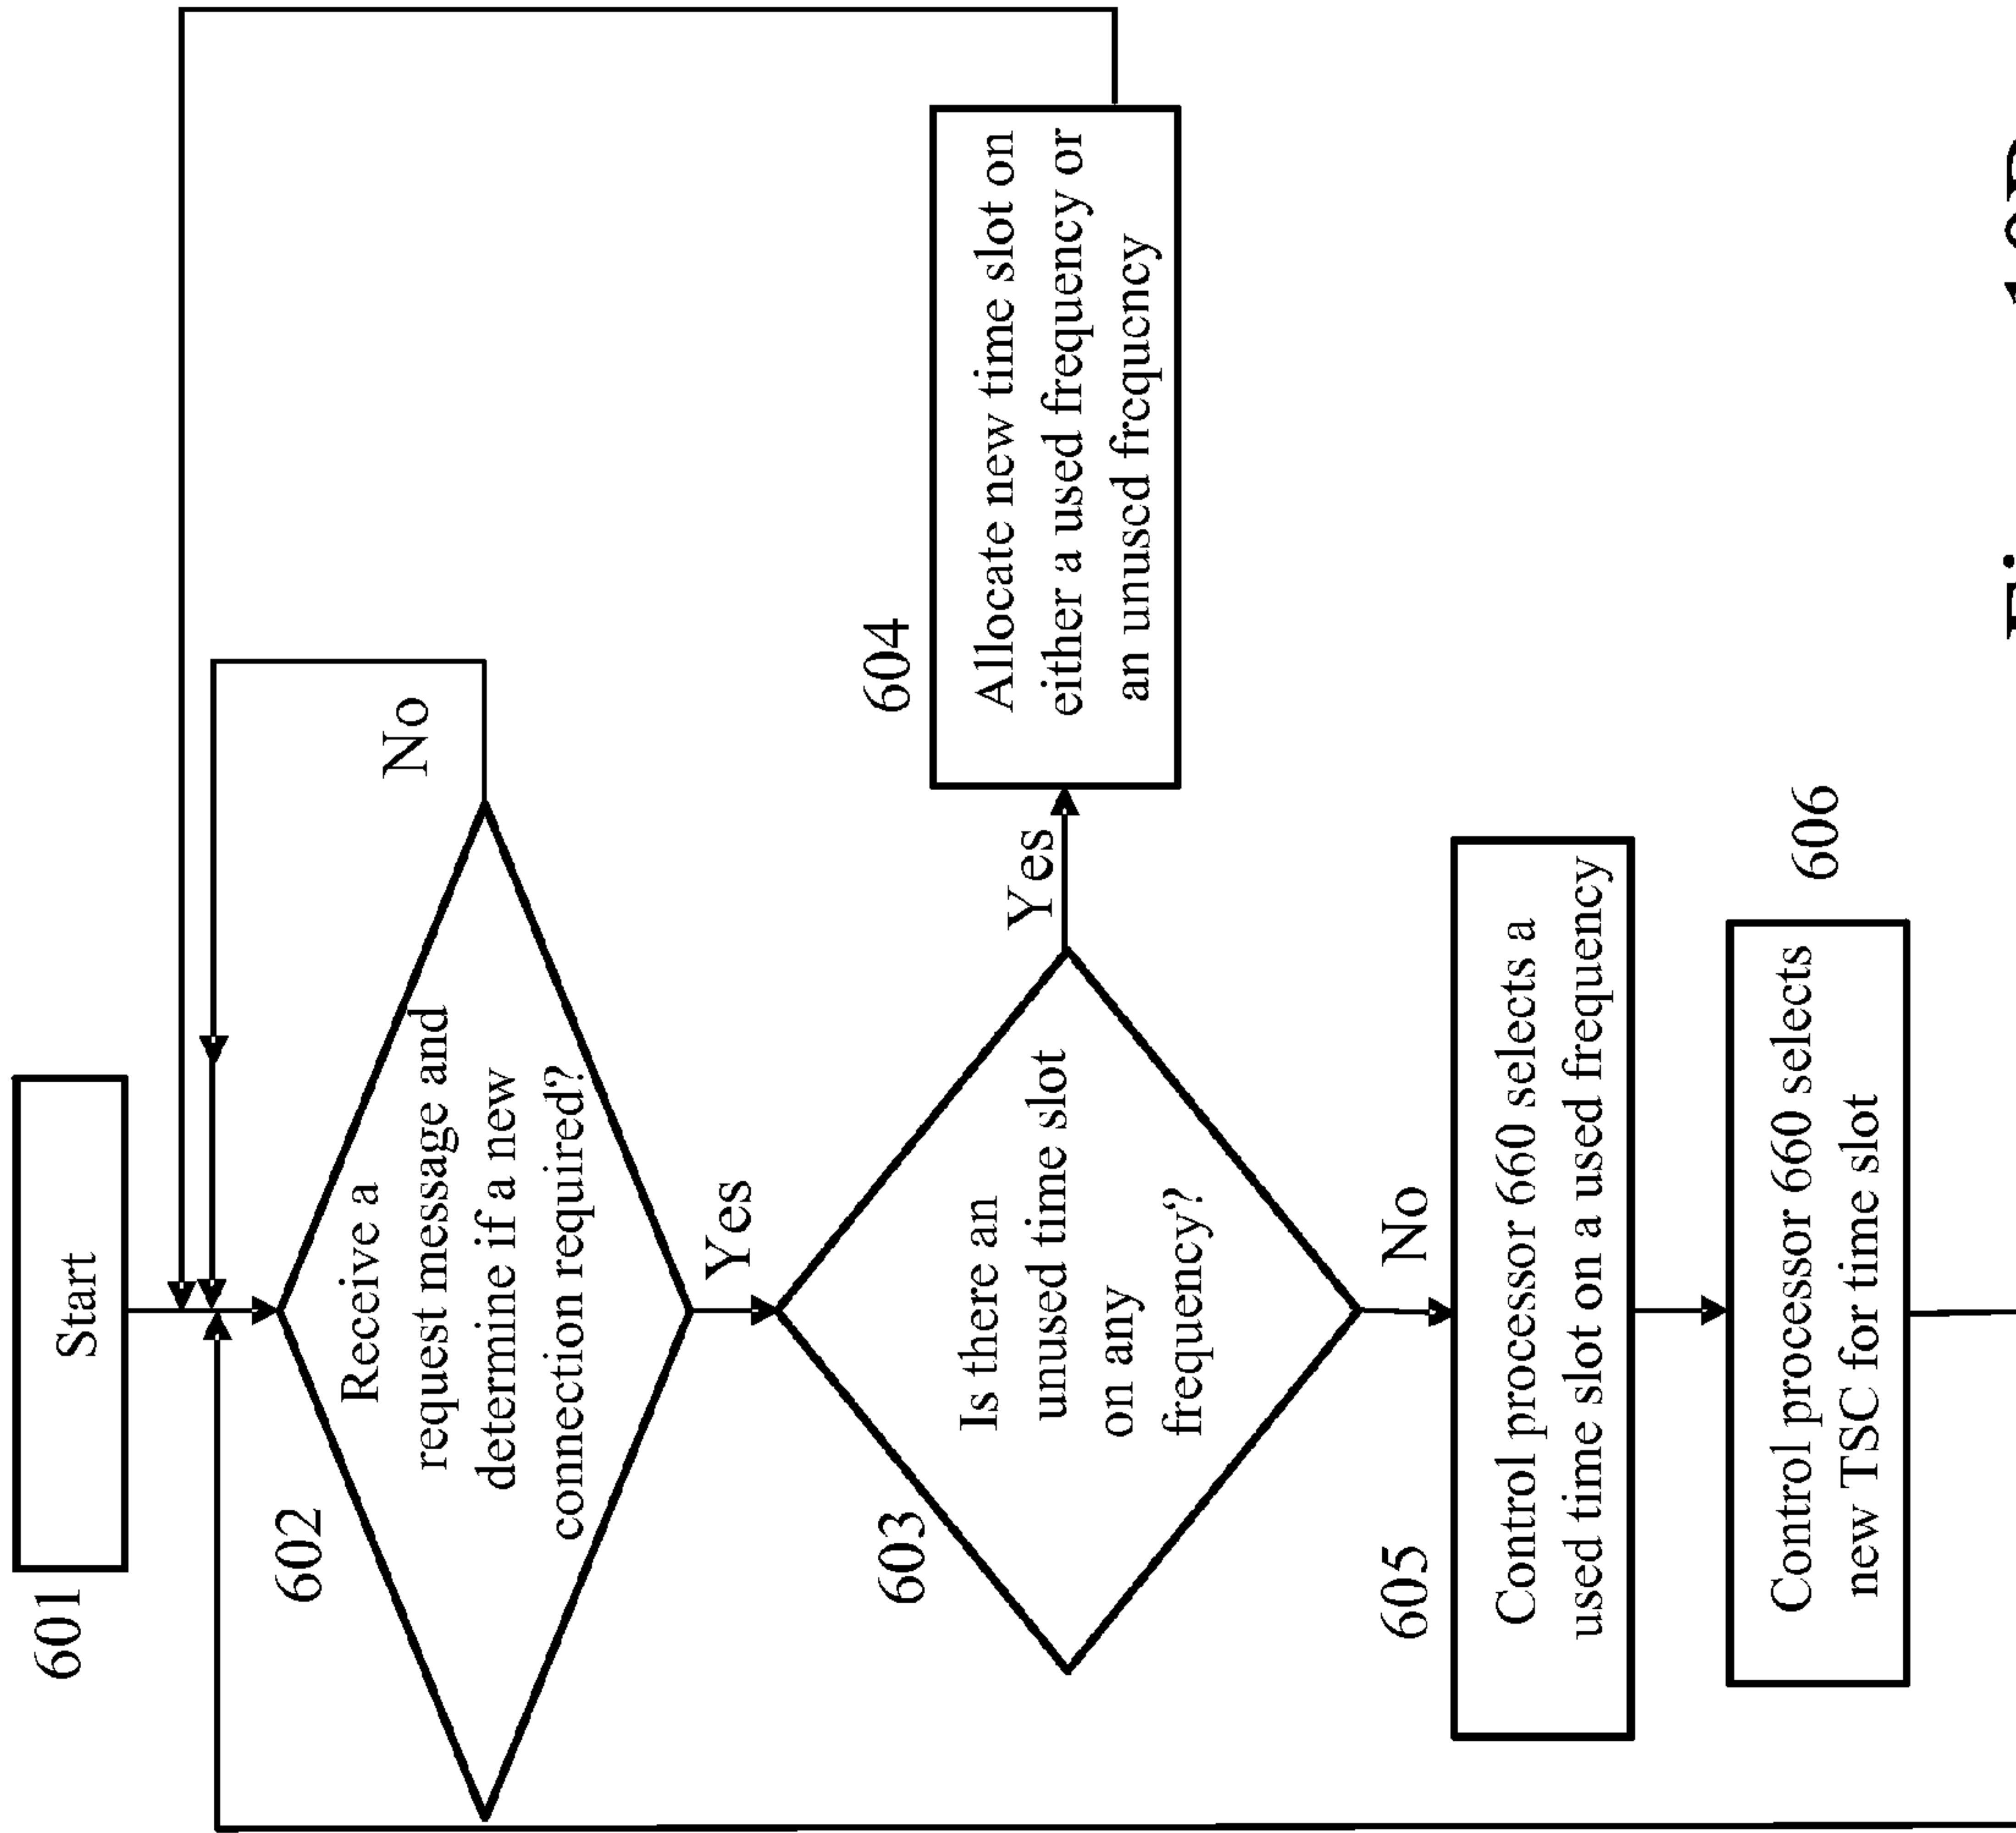 601
Start
602
Receive a
request message and
determine if a new
connection required?
No
Yes
603
Is there an
unused time slot
on any
frequency?
Yes
604
Allocate new time slot on
either a used frequency or
an unused frequency
No
605
Control processor 660 selects a
used time slot on a used frequency
606
Control processor 660 selects
new TSC for time slot